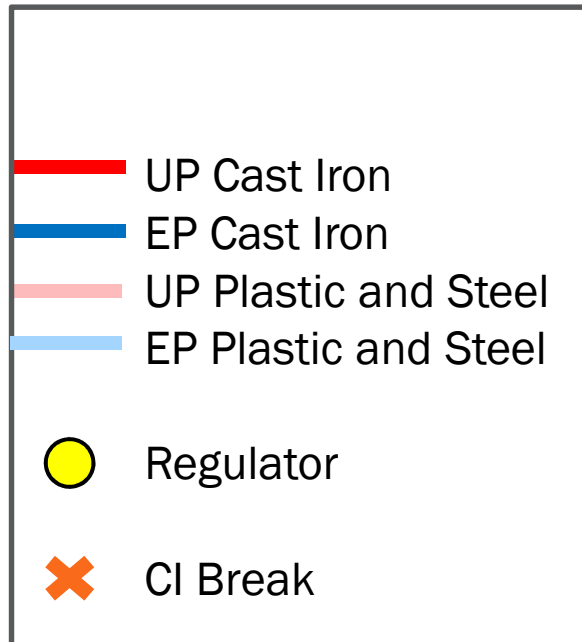 UP Cast Iron
EP Cast Iron
UP Plastic and Steel
EP Plastic and Steel
Regulator
CI Break